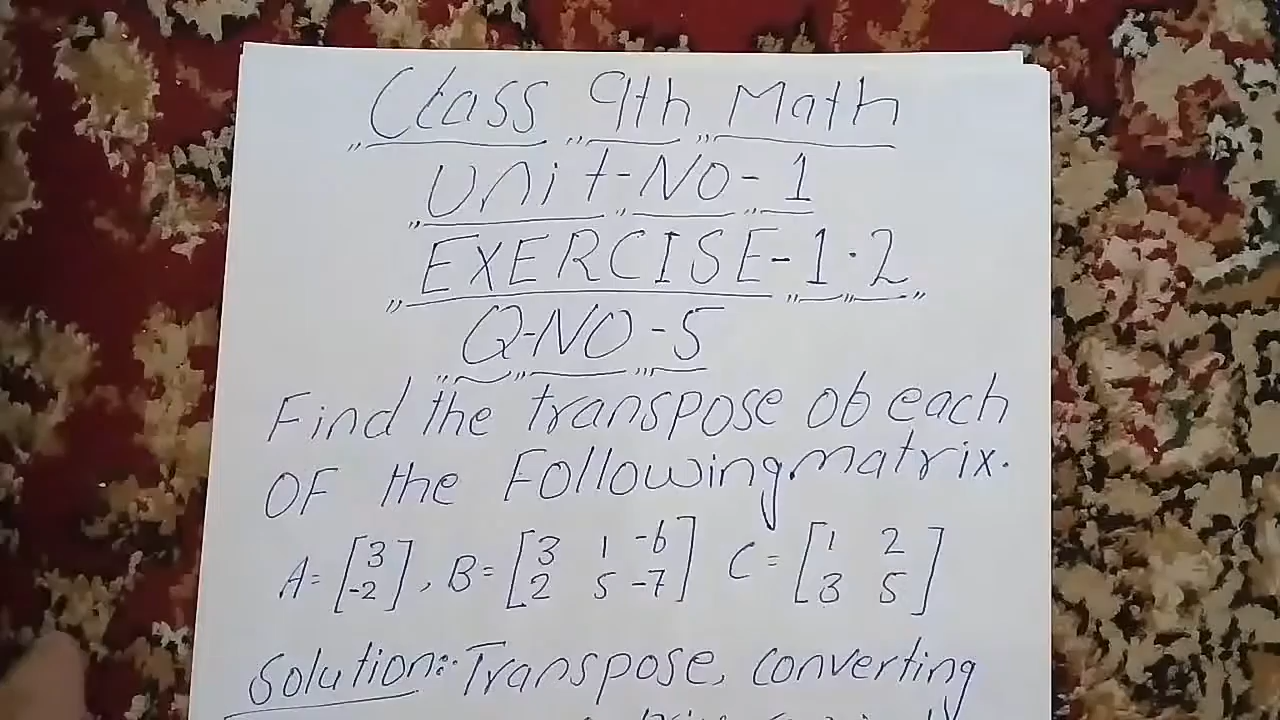 Class 9th Math
Unit-NO-1
EXERCISE-1.2
Q-NO-5
Find the transpose ob each
OF the Following matrix.
A=[3 -2], B=[3 1 -6 2 5 -7] C=[1 2 3 5]
Solution:- Transpose, converting